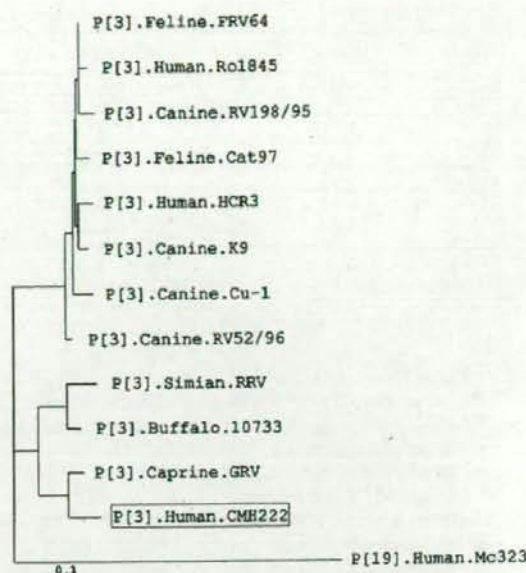 P[3].Feline.FRV64
P[3].Human.Ro1845
P[3].Canine.RV198/95
P[3].Feline.Cat97
P[3].Human.HCR3
P[3].Canine.K9
P[3].Canine.Cu-1
P[3].Canine.RV52/96
P[3].Simian.RRV
P[3].Buffalo.10733
P[3].Caprine.GRV
P[3].Human.CMH222
P[19].Human.Mc323
0.1